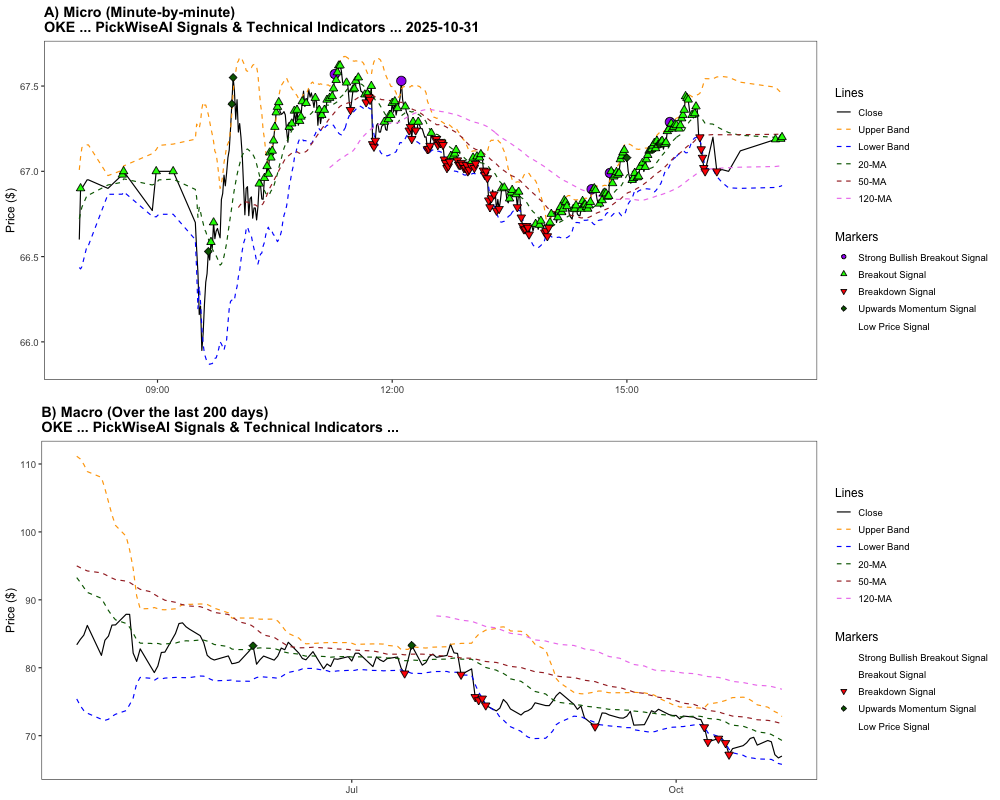 A) Micro (Minute-by-minute)
OKE ... PickWiseAI Signals & Technical Indicators ... 2025-10-31
Price ($)
67.5
67.0
66.5
66.0
09:00
12:00
15:00
Lines
Close
Upper Band
Lower Band
20-MA
50-MA
120-MA
Markers
Strong Bullish Breakout Signal
Breakout Signal
Breakdown Signal
Upwards Momentum Signal
Low Price Signal
B) Macro (Over the last 200 days)
OKE ... PickWiseAI Signals & Technical Indicators ...
Price ($)
110
100
90
80
70
Jul
Oct
Lines
Close
Upper Band
Lower Band
20-MA
50-MA
120-MA
Markers
Strong Bullish Breakout Signal
Breakout Signal
Breakdown Signal
Upwards Momentum Signal
Low Price Signal